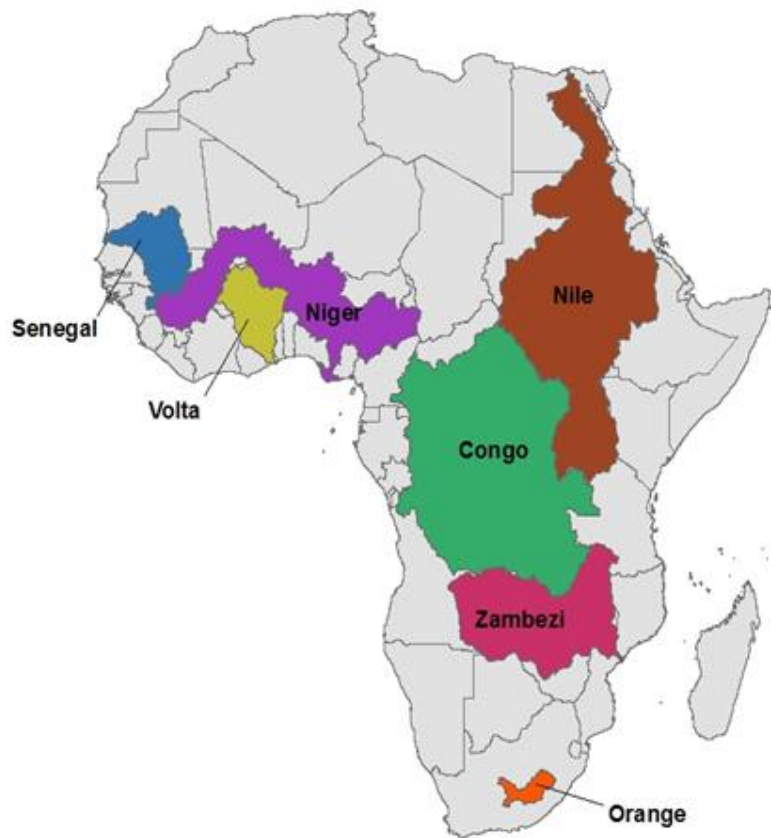 Nile
Niger
Senegal
Volta
Congo
Zambezi
Orange